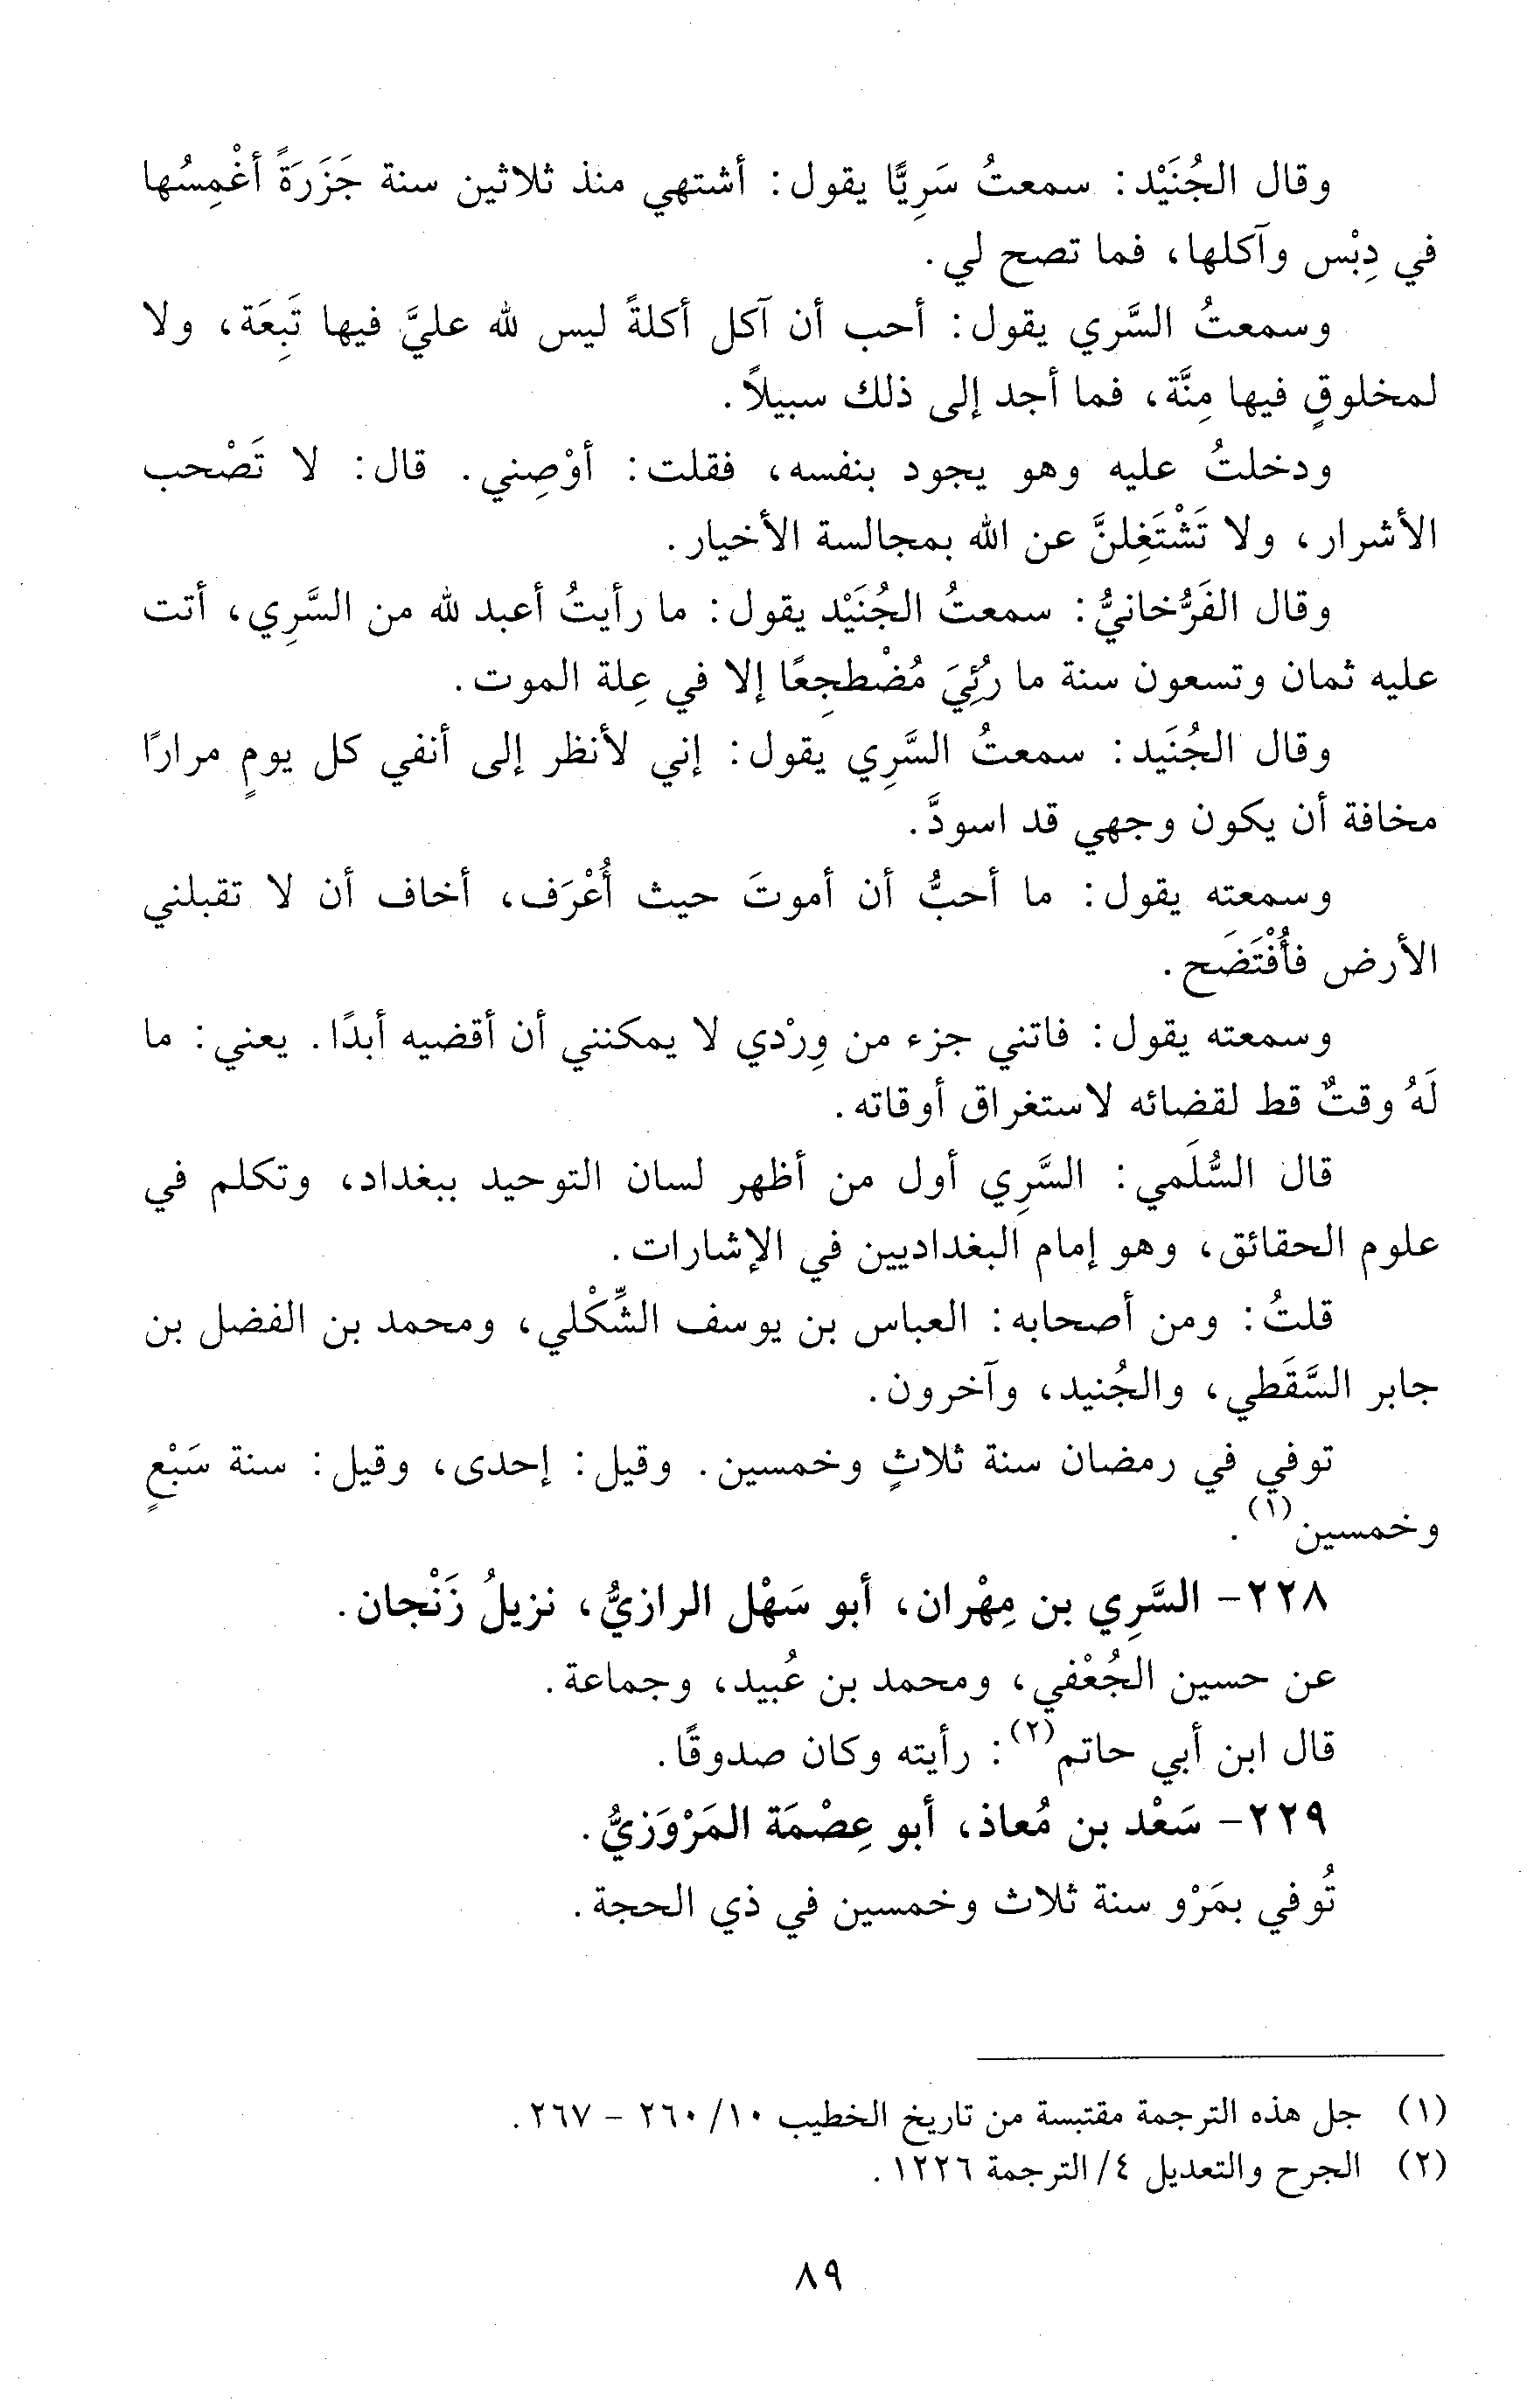 وقال الجُنَيْد: سمعتُ سَرِيًّا يقول: أشتهي منذ ثلاثين سنة جَزَرَةً أغْمِسُها
في دِبْس وآكلها، فما تصح لي.
وسمعتُ السَّرِي يقول: أحب أن آكل أكلةً ليس لله عليَّ فيها تَبِعَة، ولا
لمخلوقٍ فيها مِنَّة، فما أجد إلى ذلك سبيلاً.
ودخلتُ عليه وهو يجود بنفسه، فقلت: أوْصِني. قال: لا تَصْحب
الأشرار، ولا تَشْتَغِلنَّ عن الله بمجالسة الأخيار.
وقال الفَرُّخانيُّ: سمعتُ الجُنَيْد يقول: ما رأيتُ أعبد لله من السَّرِي، أتت
عليه ثمان وتسعون سنة ما رُئِيَ مُضْطجِعًا إلا في عِلة الموت.
وقال الجُنَيد: سمعتُ السَّرِي يقول: إني لأنظر إلى أنفي كل يومٍ مرارًا
مخافة أن يكون وجهي قد اسودَّ.
وسمعته يقول: ما أحبُّ أن أموتَ حيث أُعْرَف، أخاف أن لا تقبلني
الأرض فأُفْتَضَح.
وسمعته يقول: فاتني جزء من وِرْدي لا يمكنني أن أقضيه أبدًا. يعني: ما
لَهُ وقتٌ قط لقضائه لاستغراق أوقاته.
قال السُّلَمي: السَّرِي أول من أظهر لسان التوحيد ببغداد، وتكلم في
علوم الحقائق، وهو إمام البغداديين في الإشارات.
قلتُ: ومن أصحابه: العباس بن يوسف الشِّكْلي، ومحمد بن الفضل بن
جابر السَّقَطي، والجُنيد، وآخرون.
توفي في رمضان سنة ثلاثٍ وخمسين. وقيل: إحدى، وقيل: سنة سَبْعٍ
وخمسين(١).
٢٢٨- السَّرِي بن مِهْران، أبو سَهْل الرازيُّ، نزيلُ زَنْجان.
عن حسين الجُعْفي، ومحمد بن عُبيد، وجماعة.
قال ابن أبي حاتم(٢): رأيته وكان صدوقًا.
٢٢٩- سَعْد بن مُعاذ، أبو عِصْمَة المَرْوَزيُّ.
تُوفي بمَرْو سنة ثلاث وخمسين في ذي الحجة.
(١) جل هذه الترجمة مقتبسة من تاريخ الخطيب ١٠/ ٢٦٠ - ٢٦٧.
(٢) الجرح والتعديل ٤/ الترجمة ١٢٢٦.
٨٩